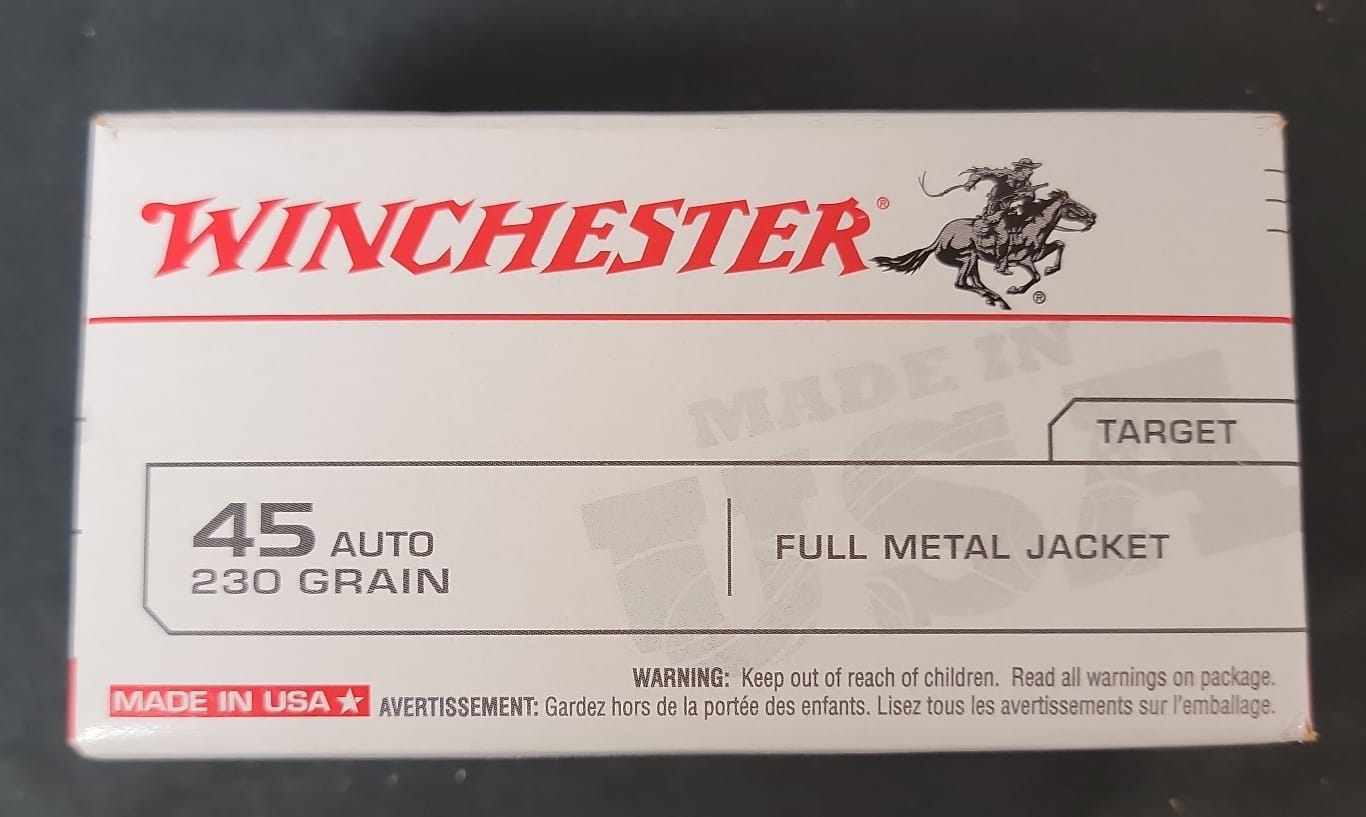 WINCHESTER®
®
MADE IN
USA
TARGET
45 AUTO
230 GRAIN
FULL METAL JACKET
WARNING: Keep out of reach of children. Read all warnings on package.
MADE IN USA ★
AVERTISSEMENT: Gardez hors de la portée des enfants. Lisez tous les avertissements sur l'emballage.